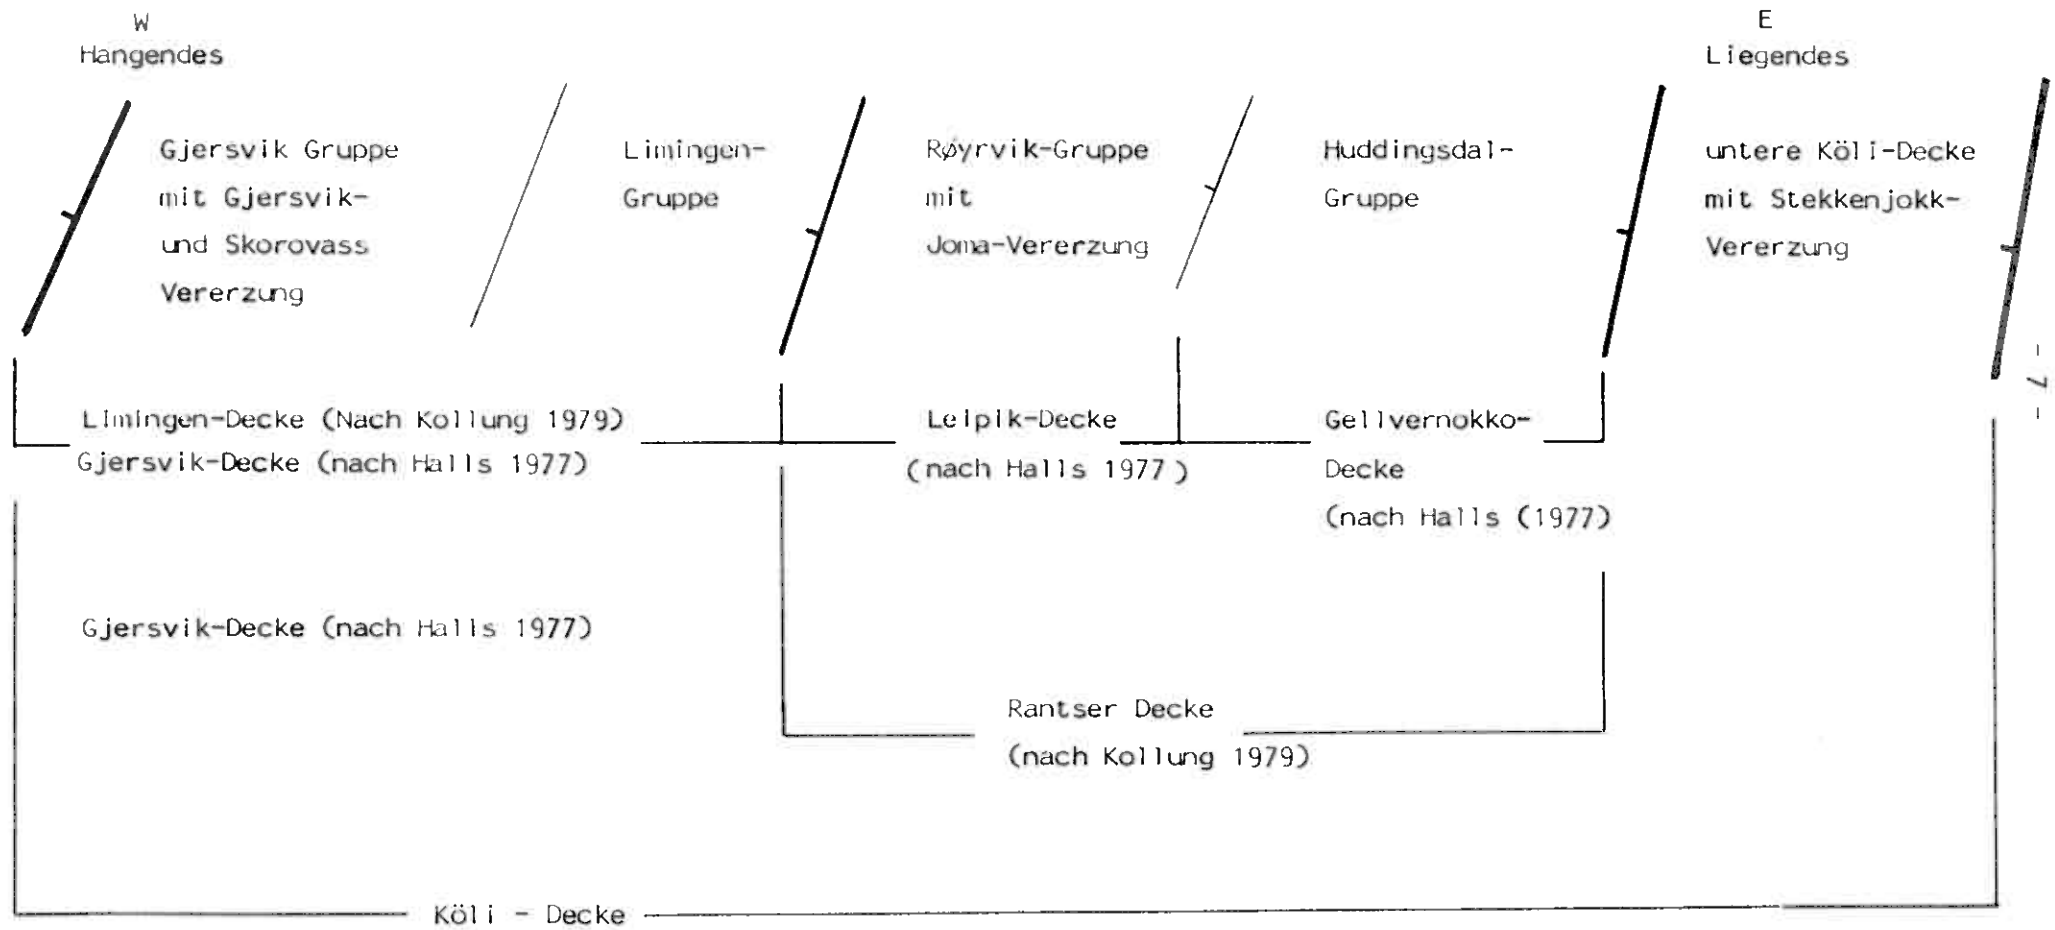 W
Hangendes
E
Liegendes
Gjersvik Gruppe
mit Gjersvik-
und Skorovass
Vererzung
Limingen-
Gruppe
Røyrvik-Gruppe
mit
Joma-Vererzung
Huddingsdal-
Gruppe
untere Köli-Decke
mit Stekkenjokk-
Vererzung
- 7 -
Limingen-Decke (Nach Kollung 1979)
Gjersvik-Decke (nach Halls 1977)
Leipik-Decke
(nach Halls 1977)
Gellvernokko-
Decke
(nach Halls (1977)
Gjersvik-Decke (nach Halls 1977)
Rantser Decke
(nach Kollung 1979)
Köli - Decke